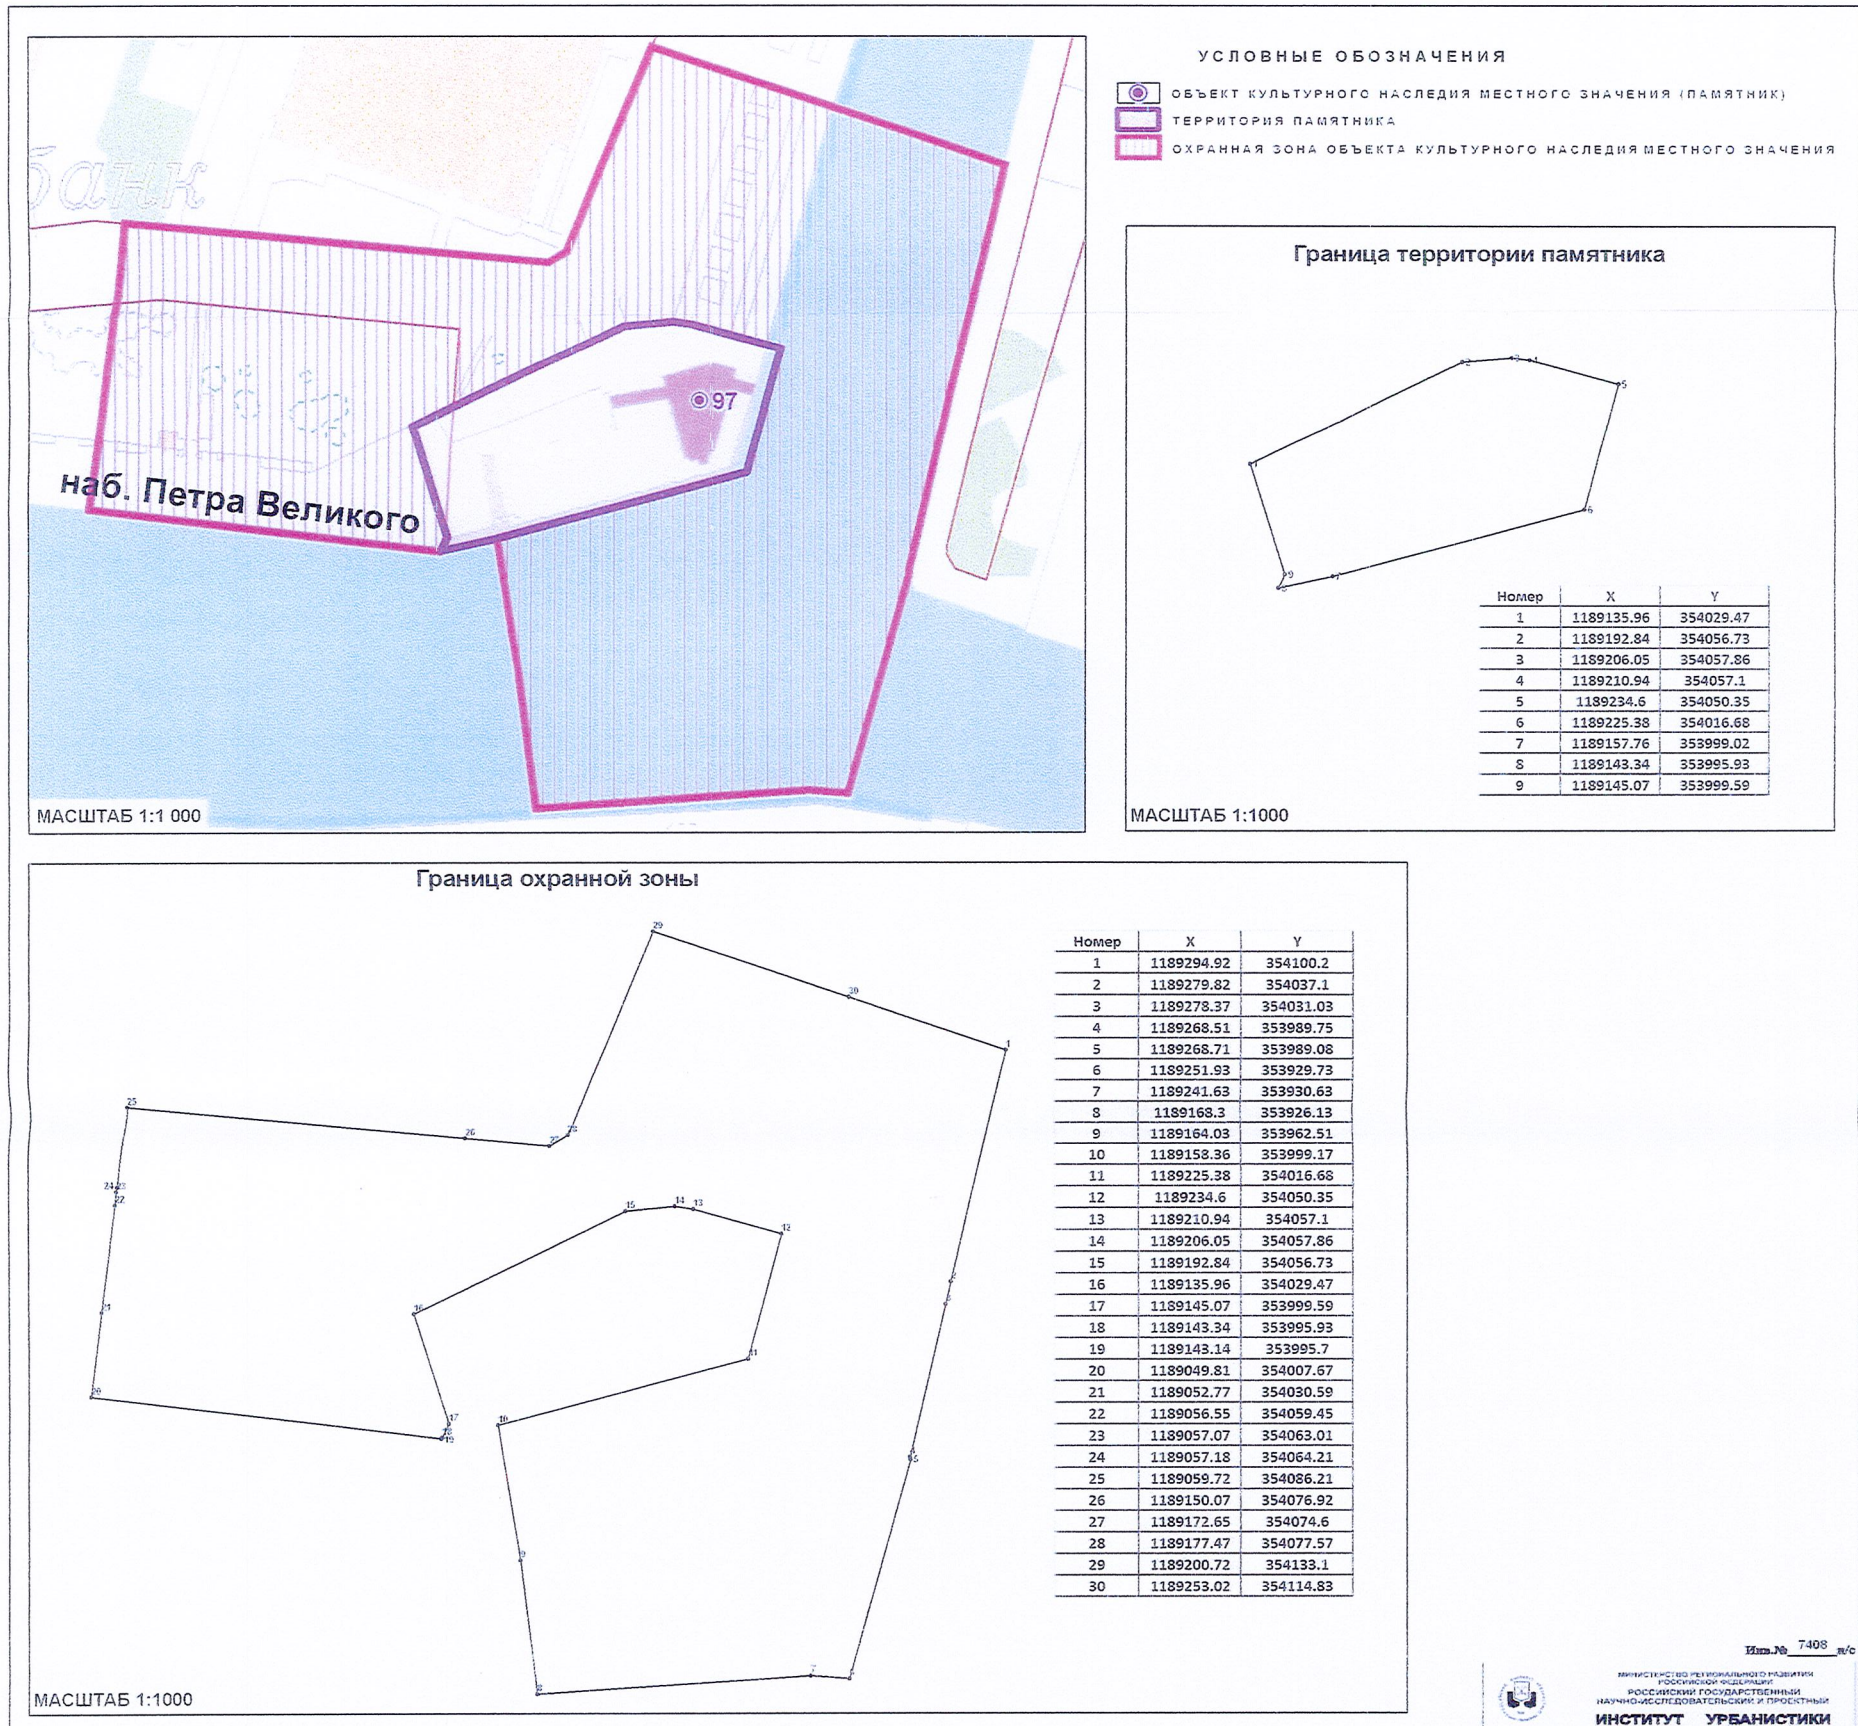 УСЛОВНЫЕ ОБОЗНАЧЕНИЯ
ОБЪЕКТ КУЛЬТУРНОГО НАСЛЕДИЯ МЕСТНОГО ЗНАЧЕНИЯ (ПАМЯТНИК)
ТЕРРИТОРИЯ ПАМЯТНИКА
ОХРАННАЯ ЗОНА ОБЪЕКТА КУЛЬТУРНОГО НАСЛЕДИЯ МЕСТНОГО ЗНАЧЕНИЯ
банк
97
наб. Петра Великого
МАСШТАБ 1:1 000
Граница территории памятника
Номер X Y
1 1189135.96 354029.47
2 1189192.84 354056.73
3 1189206.05 354057.86
4 1189210.94 354057.1
5 1189234.6 354050.35
6 1189225.38 354016.68
7 1189157.76 353999.02
8 1189143.34 353995.93
9 1189145.07 353999.59
МАСШТАБ 1:1000
Граница охранной зоны
Номер X Y
1 1189294.92 354100.2
2 1189279.82 354037.1
3 1189278.37 354031.03
4 1189268.51 353989.75
5 1189268.71 353989.08
6 1189251.93 353929.73
7 1189241.63 353930.63
8 1189168.3 353926.13
9 1189164.03 353962.51
10 1189158.36 353999.17
11 1189225.38 354016.68
12 1189234.6 354050.35
13 1189210.94 354057.1
14 1189206.05 354057.86
15 1189192.84 354056.73
16 1189135.96 354029.47
17 1189145.07 353999.59
18 1189143.34 353995.93
19 1189143.14 353995.7
20 1189049.81 354007.67
21 1189052.77 354030.59
22 1189056.55 354059.45
23 1189057.07 354063.01
24 1189057.18 354064.21
25 1189059.72 354086.21
26 1189150.07 354076.92
27 1189172.65 354074.6
28 1189177.47 354077.57
29 1189200.72 354133.1
30 1189253.02 354114.83
МАСШТАБ 1:1000
Инв.№ 7408 н/с
МИНИСТЕРСТВО РЕГИОНАЛЬНОГО РАЗВИТИЯ
РОССИЙСКОЙ ФЕДЕРАЦИИ
РОССИЙСКИЙ ГОСУДАРСТВЕННЫЙ
НАУЧНО-ИССЛЕДОВАТЕЛЬСКИЙ И ПРОЕКТНЫЙ
ИНСТИТУТ УРБАНИСТИКИ